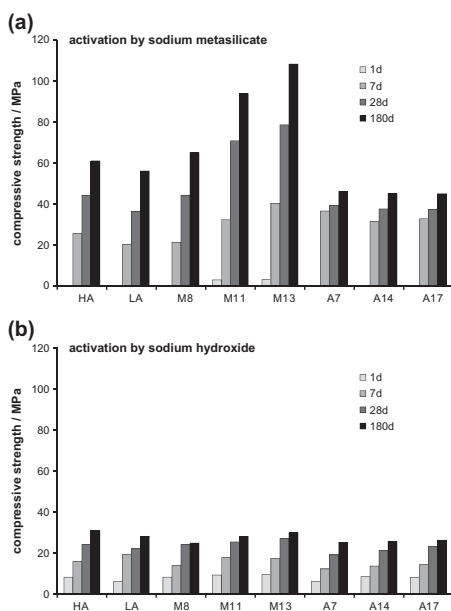 (a)
activation by sodium metasilicate
120
100
80
60
40
20
0
compressive strength / MPa
1d
7d
28d
180d
HA LA M8 M11 M13 A7 A14 A17
(b)
activation by sodium hydroxide
120
100
80
60
40
20
0
compressive strength / MPa
1d
7d
28d
180d
HA LA M8 M11 M13 A7 A14 A17